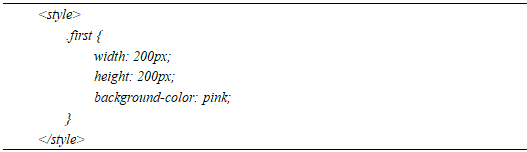 <style>
.first {
width: 200px;
height: 200px;
background-color: pink;
}
</style>